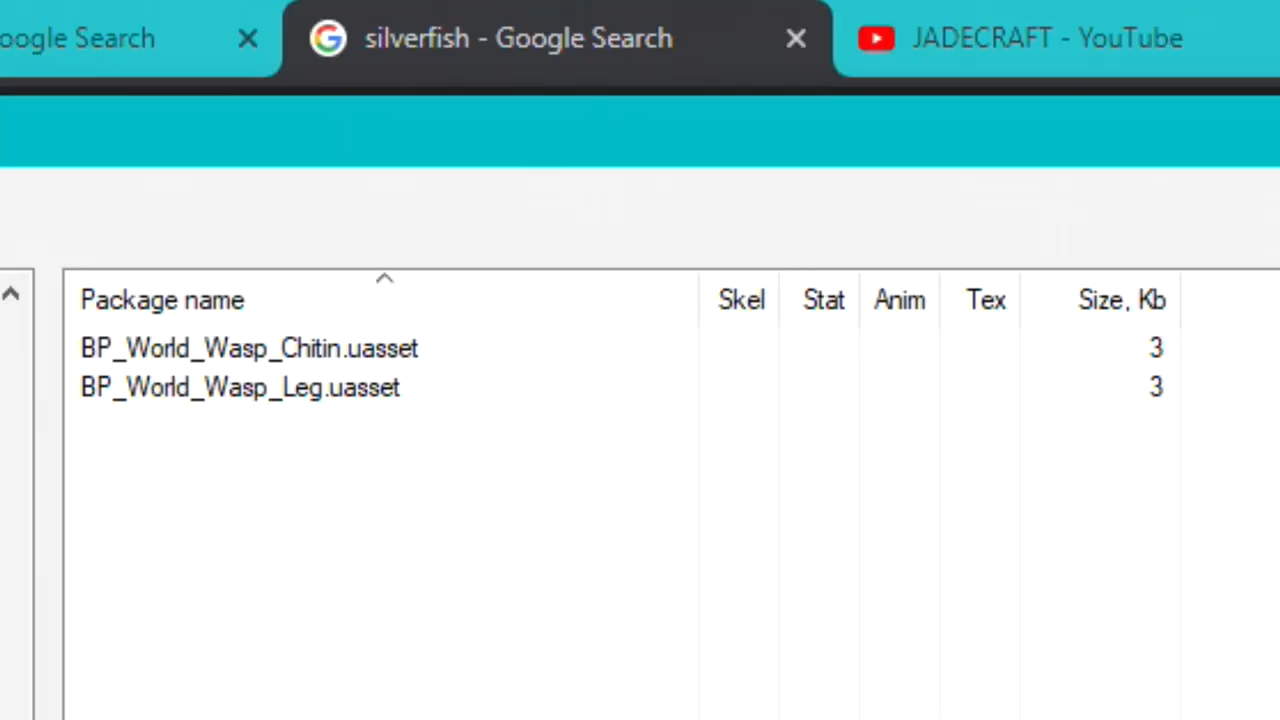 oogle Search
silverfish - Google Search
JADECRAFT - YouTube
Package name Skel Stat Anim Tex Size, Kb
BP_World_Wasp_Chitin.uasset 3
BP_World_Wasp_Leg.uasset 3